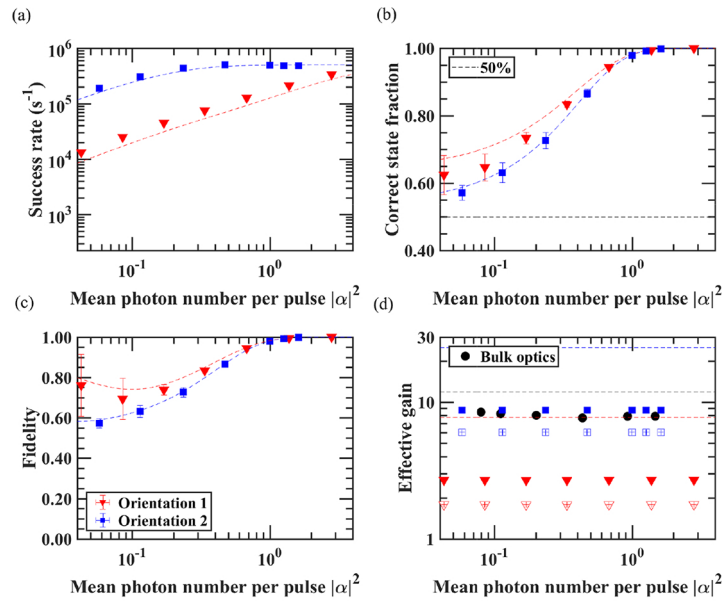 (a)
10⁶
10⁵
10⁴
10³
Success rate (s⁻¹)
10⁻¹ 10⁰
Mean photon number per pulse |α|²
(b)
1.00
0.80
0.60
0.40
Correct state fraction
50%
10⁻¹ 10⁰
Mean photon number per pulse |α|²
(c)
1.00
0.80
0.60
0.40
0.20
0.00
Fidelity
Orientation 1
Orientation 2
10⁻¹ 10⁰
Mean photon number per pulse |α|²
(d)
30
10
1
Effective gain
Bulk optics
10⁻¹ 10⁰
Mean photon number per pulse |α|²